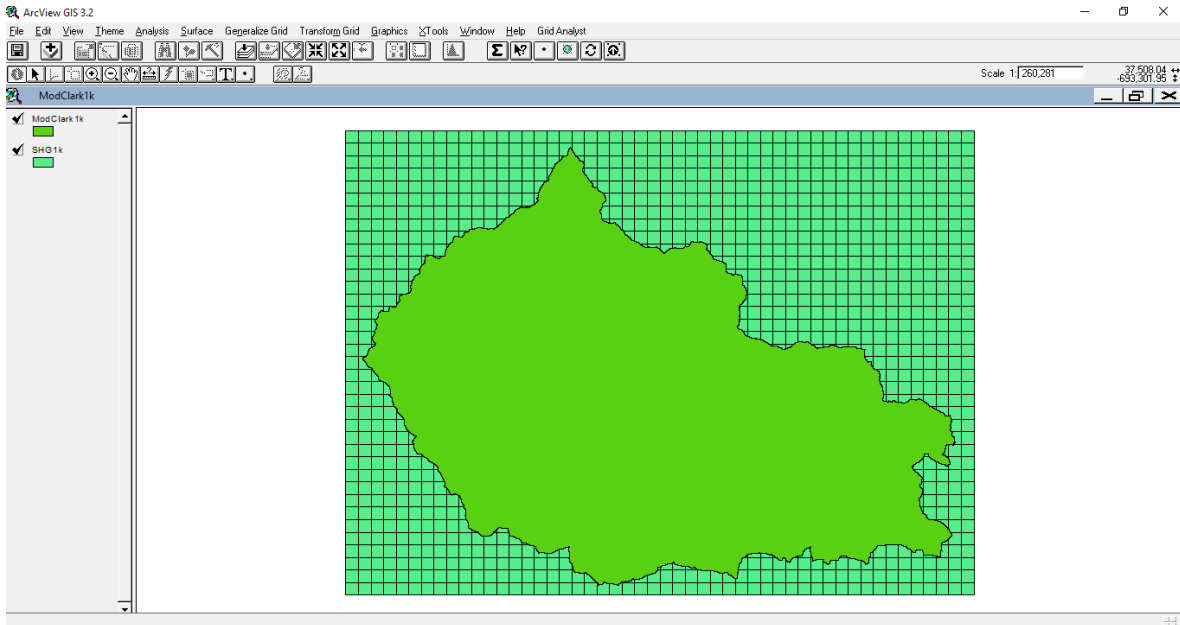 ArcView GIS 3.2
File Edit View Theme Analysis Surface Generalize Grid Transform Grid Graphics XTools Window Help Grid Analyst
Scale 1: 260,281
37,508.04
-693,301.95
ModClark1k
ModClark1k
SHG1k